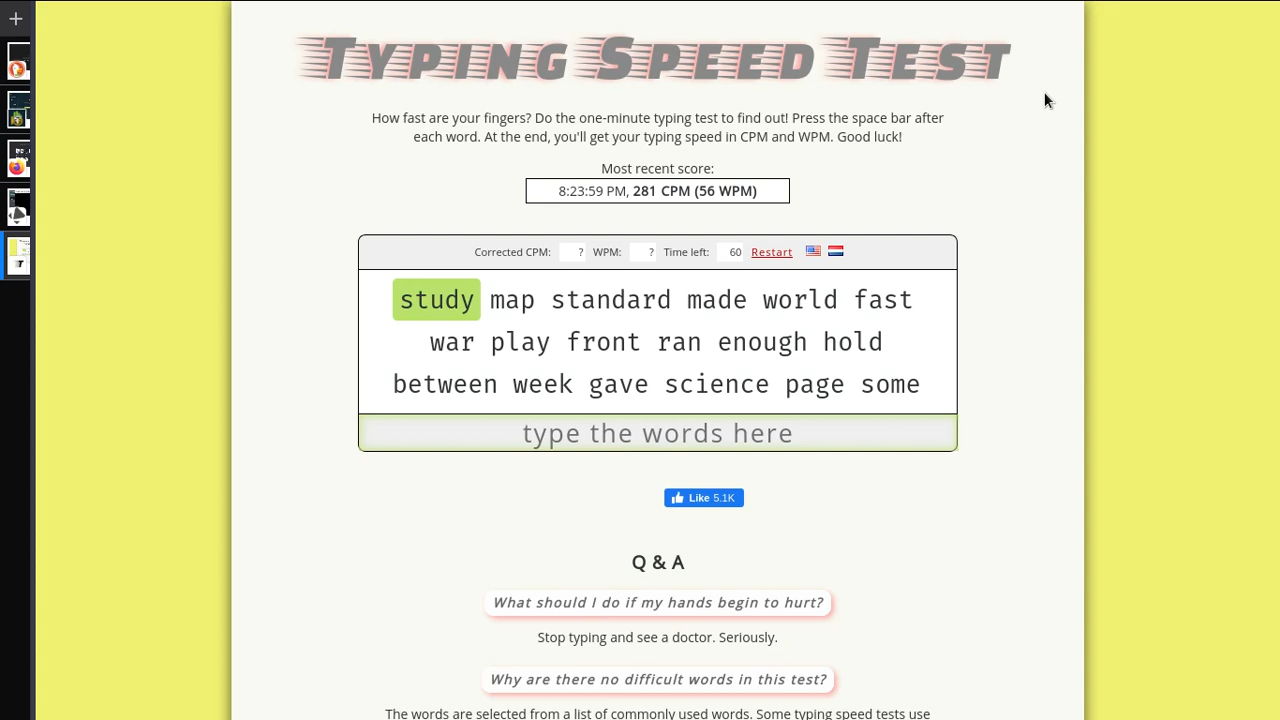 Typing Speed Test
How fast are your fingers? Do the one-minute typing test to find out! Press the space bar after
each word. At the end, you'll get your typing speed in CPM and WPM. Good luck!
Most recent score:
8:23:59 PM, 281 CPM (56 WPM)
Corrected CPM: ? WPM: ? Time left: 60 Restart
study map standard made world fast
war play front ran enough hold
between week gave science page some
type the words here
Like 5.1K
Q & A
What should I do if my hands begin to hurt?
Stop typing and see a doctor. Seriously.
Why are there no difficult words in this test?
The words are selected from a list of commonly used words. Some typing speed tests use